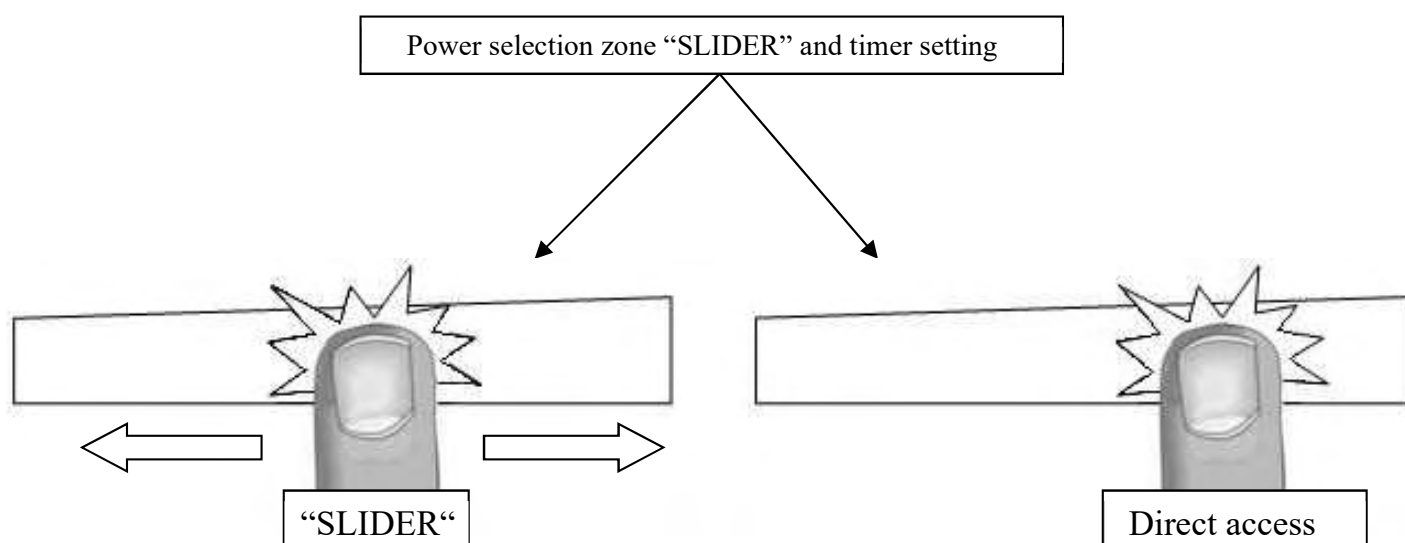 Power selection zone “SLIDER” and timer setting
“SLIDER“
Direct access